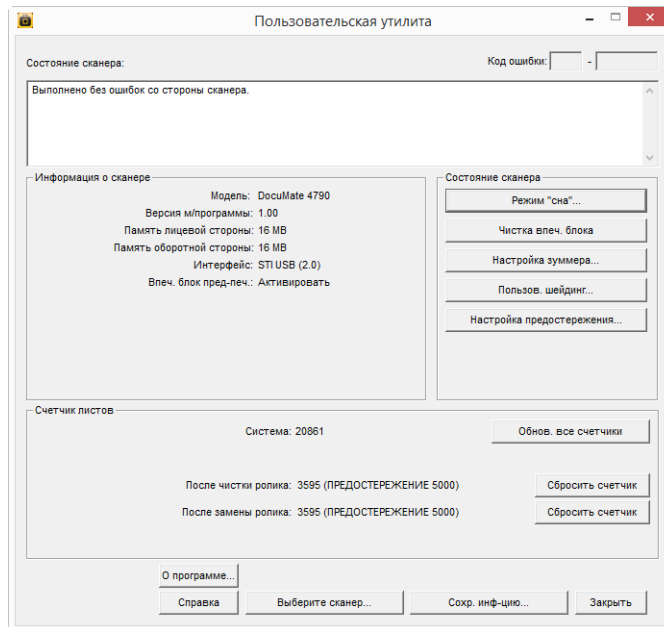 Пользовательская утилита
Состояние сканера:
Код ошибки: -
Выполнено без ошибок со стороны сканера.
Информация о сканере
Модель: DocuMate 4790
Версия м/программы: 1.00
Память лицевой стороны: 16 MB
Память оборотной стороны: 16 MB
Интерфейс: STI USB (2.0)
Впеч. блок пред-печ.: Активировать
Состояние сканера
Режим "сна"...
Чистка впеч. блока
Настройка зуммера...
Пользов. шейдинг...
Настройка предостережения...
Счетчик листов
Система: 20861
Обнов. все счетчики
После чистки ролика: 3595 (ПРЕДОСТЕРЕЖЕНИЕ 5000)
Сбросить счетчик
После замены ролика: 3595 (ПРЕДОСТЕРЕЖЕНИЕ 5000)
Сбросить счетчик
О программе...
Справка
Выберите сканер...
Сохр. инф-цию...
Закрыть